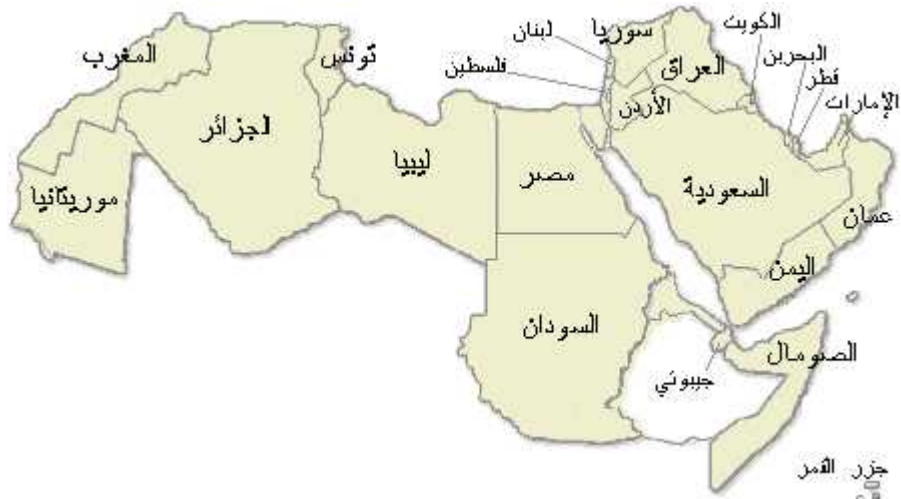 المغرب
تونس
الجزائر
ليبيا
موريتانيا
مصر
السودان
لبنان
فلسطين
سوريا
العراق
الأردن
الكويت
البحرين
قطر
الإمارات
السعودية
عمان
اليمن
الصومال
جيبوتي
جزر القمر